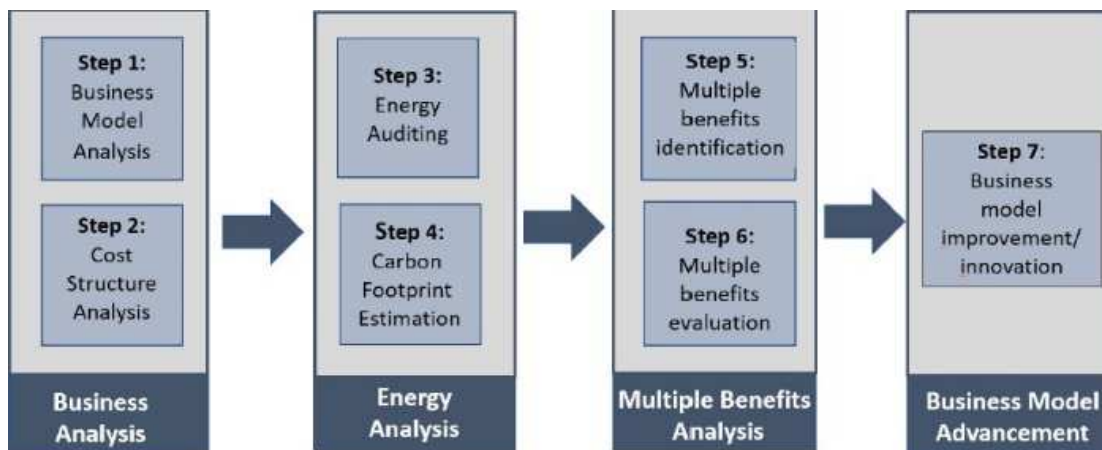 Step 1:
Business
Model
Analysis
Step 2:
Cost
Structure
Analysis
Business
Analysis
Step 3:
Energy
Auditing
Step 4:
Carbon
Footprint
Estimation
Energy
Analysis
Step 5:
Multiple
benefits
identification
Step 6:
Multiple
benefits
evaluation
Multiple Benefits
Analysis
Step 7:
Business
model
improvement/
innovation
Business Model
Advancement